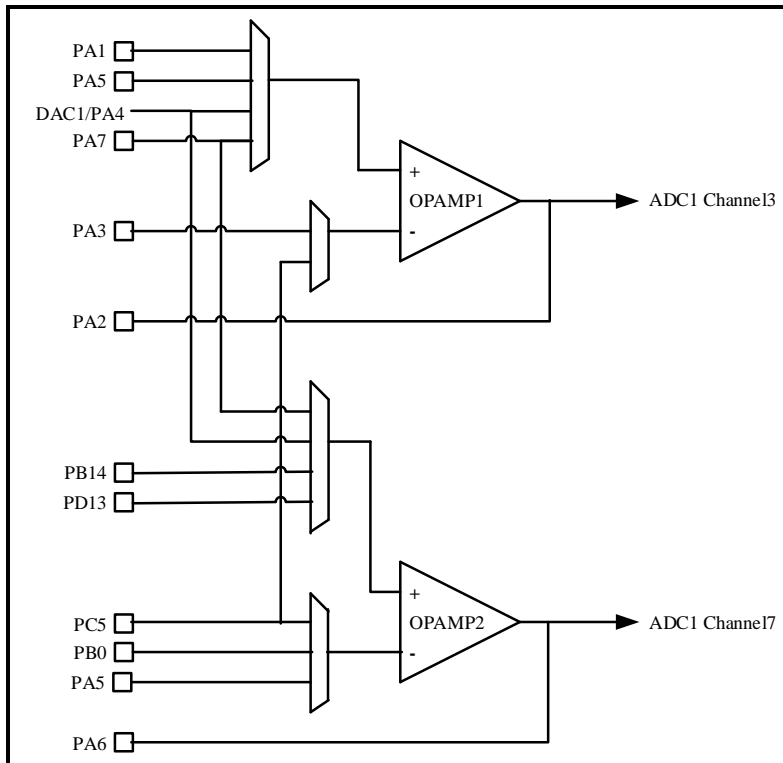 PA1
PA5
DAC1/PA4
PA7
+
OPAMP1
-
ADC1 Channel3
PA3
PA2
PB14
PD13
+
OPAMP2
-
ADC1 Channel7
PC5
PB0
PA5
PA6